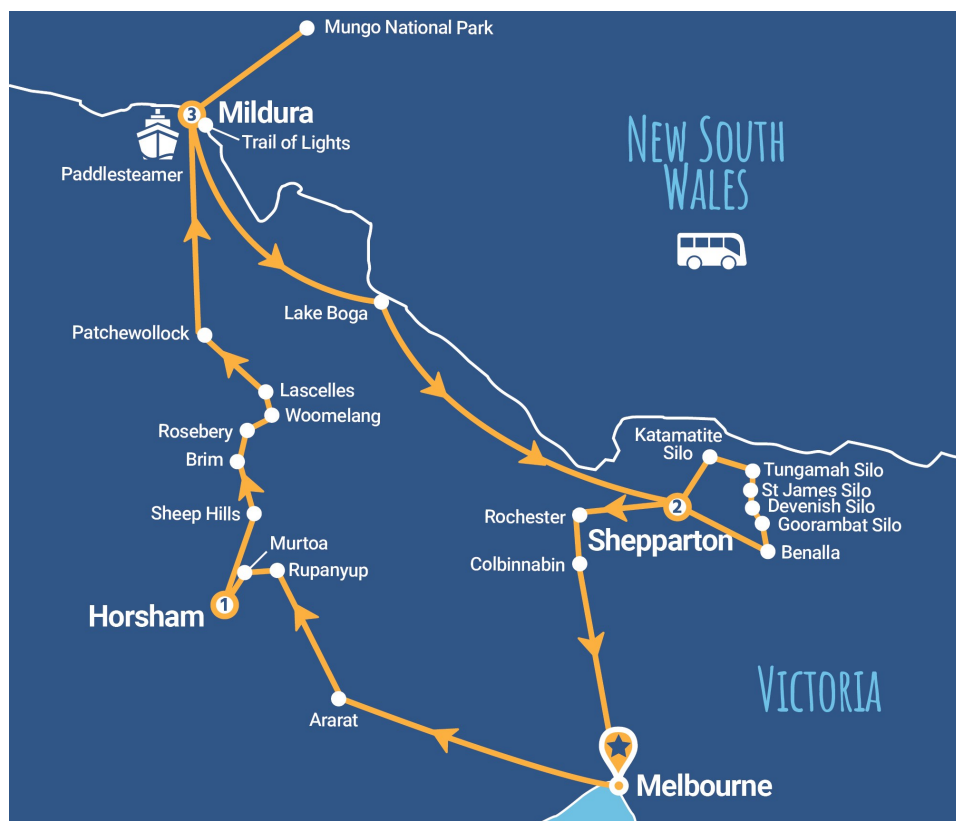 Mungo National Park
3
Mildura
Trail of Lights
Paddlesteamer
NEW SOUTH
WALES
Lake Boga
Patchewollock
Lascelles
Woomelang
Rosebery
Brim
Sheep Hills
Murtoa
Rupanyup
1
Horsham
Ararat
Katamatite
Silo
Tungamah Silo
St James Silo
Devenish Silo
Goorambat Silo
Benalla
2
Shepparton
Rochester
Colbinnabin
VICTORIA
Melbourne